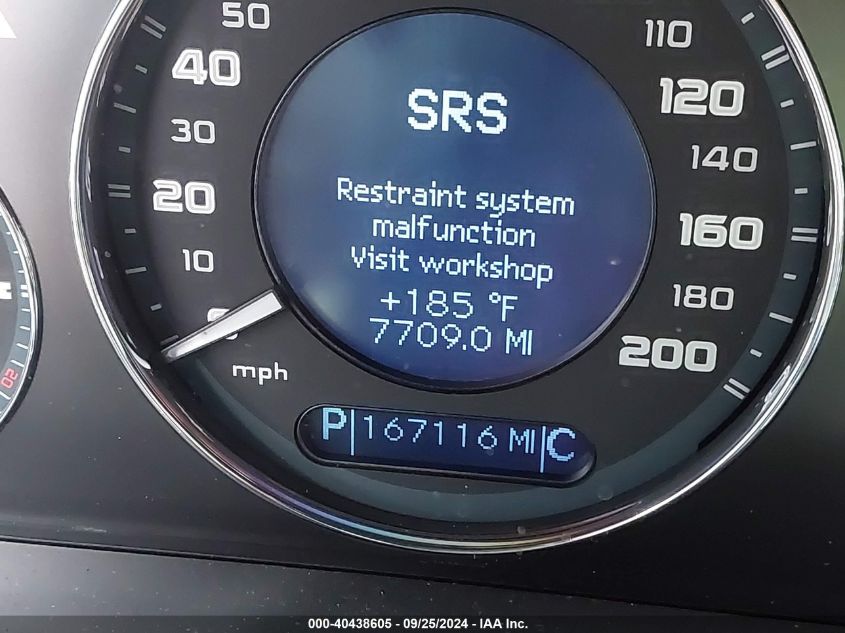 50
40
30
20
10
0
mph
110
120
140
160
180
200
SRS
Restraint system
malfunction
Visit workshop
+185 °F
7709.0 MI
P 167116 MI C
000-40438605 - 09/25/2024 - IAA Inc.